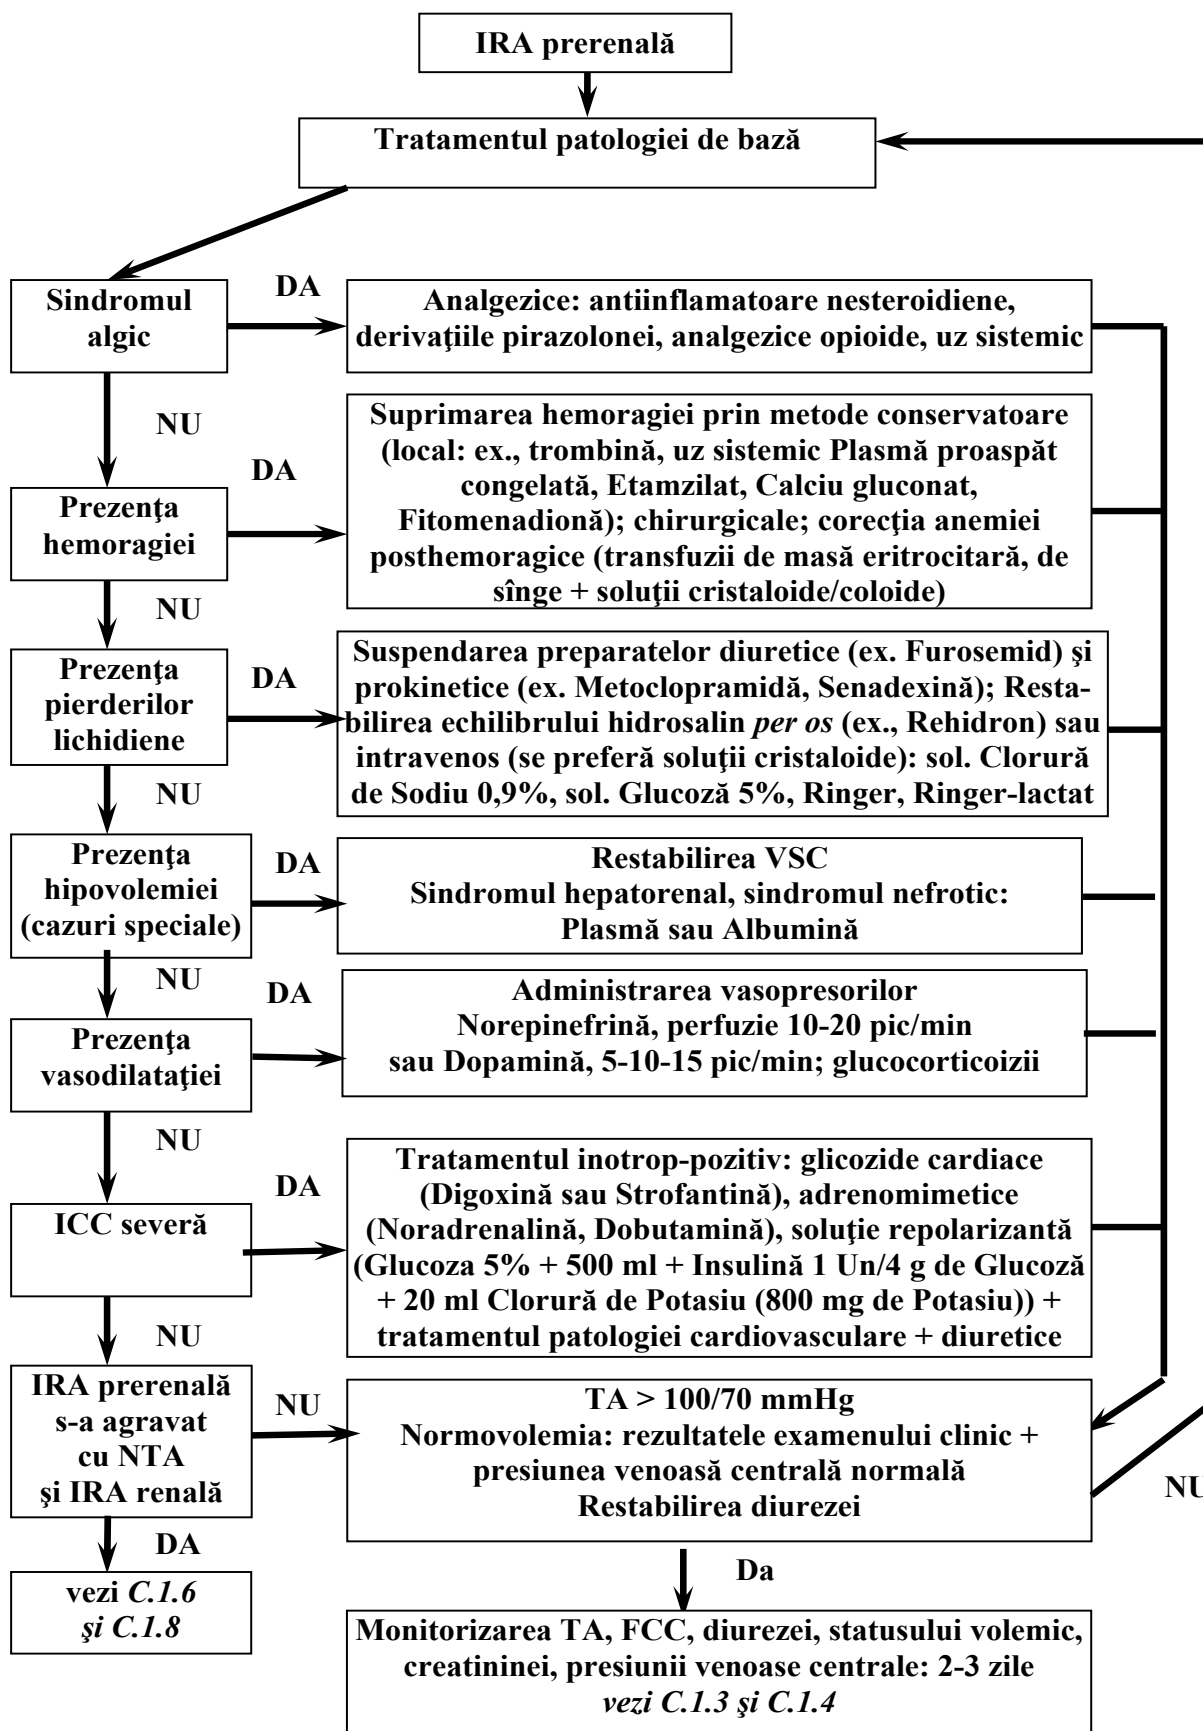 IRA prerenală
Tratamentul patologiei de bază
Sindromul
algic
DA
Analgezice: antiinflamatoare nesteroidiene,
derivaţiile pirazolonei, analgezice opioide, uz sistemic
NU
Prezenţa
hemoragiei
DA
Suprimarea hemoragiei prin metode conservatoare
(local: ex., trombină, uz sistemic Plasmă proaspăt
congelată, Etamzilat, Calciu gluconat,
Fitomenadionă); chirurgicale; corecţia anemiei
posthemoragice (transfuzii de masă eritrocitară, de
sînge + soluţii cristaloide/coloide)
NU
Prezenţa
pierderilor
lichidiene
DA
Suspendarea preparatelor diuretice (ex. Furosemid) şi
prokinetice (ex. Metoclopramidă, Senadexină); Resta-
bilirea echilibrului hidrosalin per os (ex., Rehidron) sau
intravenos (se preferă soluţii cristaloide): sol. Clorură
de Sodiu 0,9%, sol. Glucoză 5%, Ringer, Ringer-lactat
NU
Prezenţa
hipovolemiei
(cazuri speciale)
DA
Restabilirea VSC
Sindromul hepatorenal, sindromul nefrotic:
Plasmă sau Albumină
NU
Prezenţa
vasodilataţiei
DA
Administrarea vasopresorilor
Norepinefrină, perfuzie 10-20 pic/min
sau Dopamină, 5-10-15 pic/min; glucocorticoizii
NU
ICC severă
DA
Tratamentul inotrop-pozitiv: glicozide cardiace
(Digoxină sau Strofantină), adrenomimetice
(Noradrenalină, Dobutamină), soluţie repolarizantă
(Glucoza 5% + 500 ml + Insulină 1 Un/4 g de Glucoză
+ 20 ml Clorură de Potasiu (800 mg de Potasiu)) +
tratamentul patologiei cardiovasculare + diuretice
NU
IRA prerenală
s-a agravat
cu NTA
şi IRA renală
NU
TA > 100/70 mmHg
Normovolemia: rezultatele examenului clinic +
presiunea venoasă centrală normală
Restabilirea diurezei
NU
DA
vezi C.1.6
şi C.1.8
Da
Monitorizarea TA, FCC, diurezei, statusului volemic,
creatininei, presiunii venoase centrale: 2-3 zile
vezi C.1.3 şi C.1.4